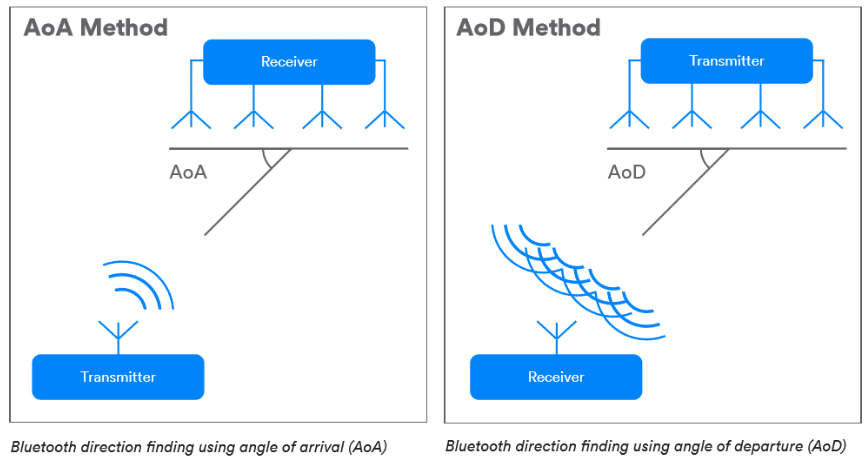 AoA Method
Receiver
AoA
Transmitter
Bluetooth direction finding using angle of arrival (AoA)
AoD Method
Transmitter
AoD
Receiver
Bluetooth direction finding using angle of departure (AoD)